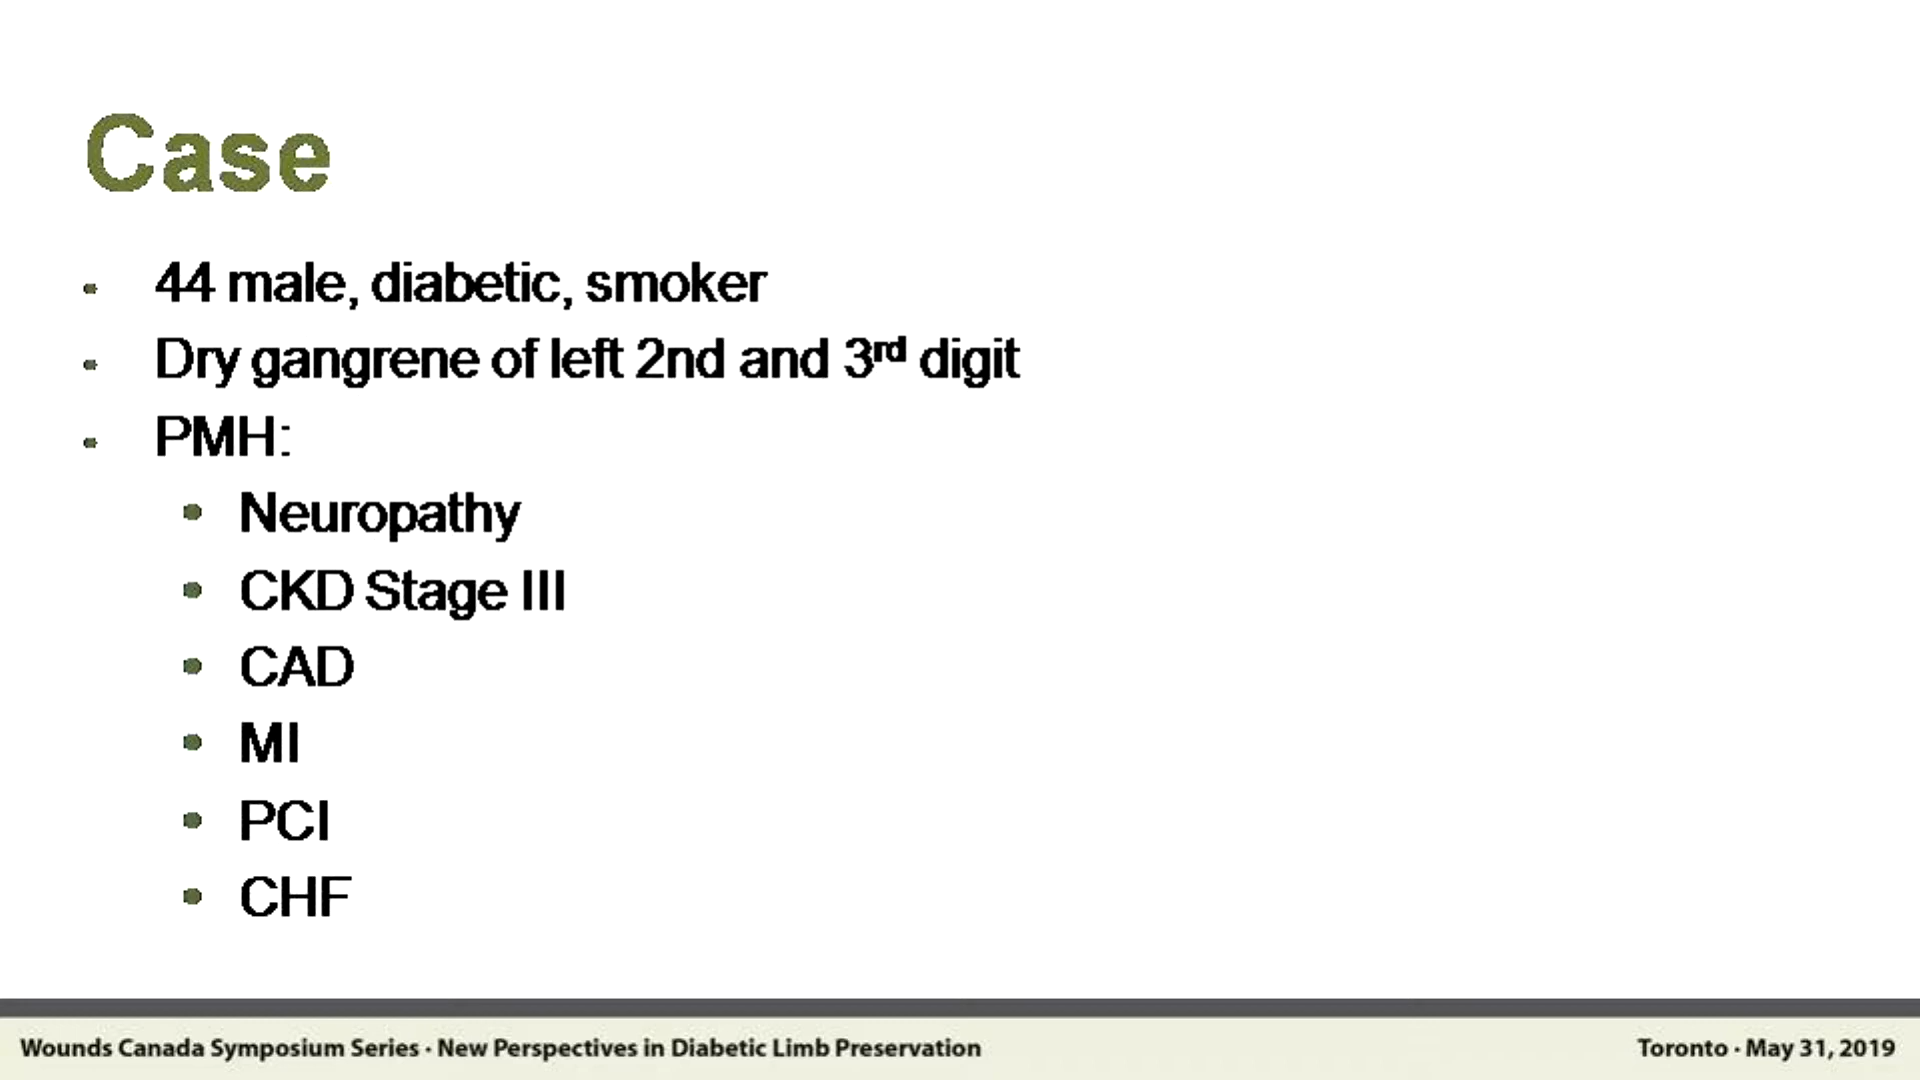 Case
44 male, diabetic, smoker
Dry gangrene of left 2nd and 3rd digit
PMH:
Neuropathy
CKD Stage III
CAD
MI
PCI
CHF
Wounds Canada Symposium Series · New Perspectives in Diabetic Limb Preservation
Toronto · May 31, 2019